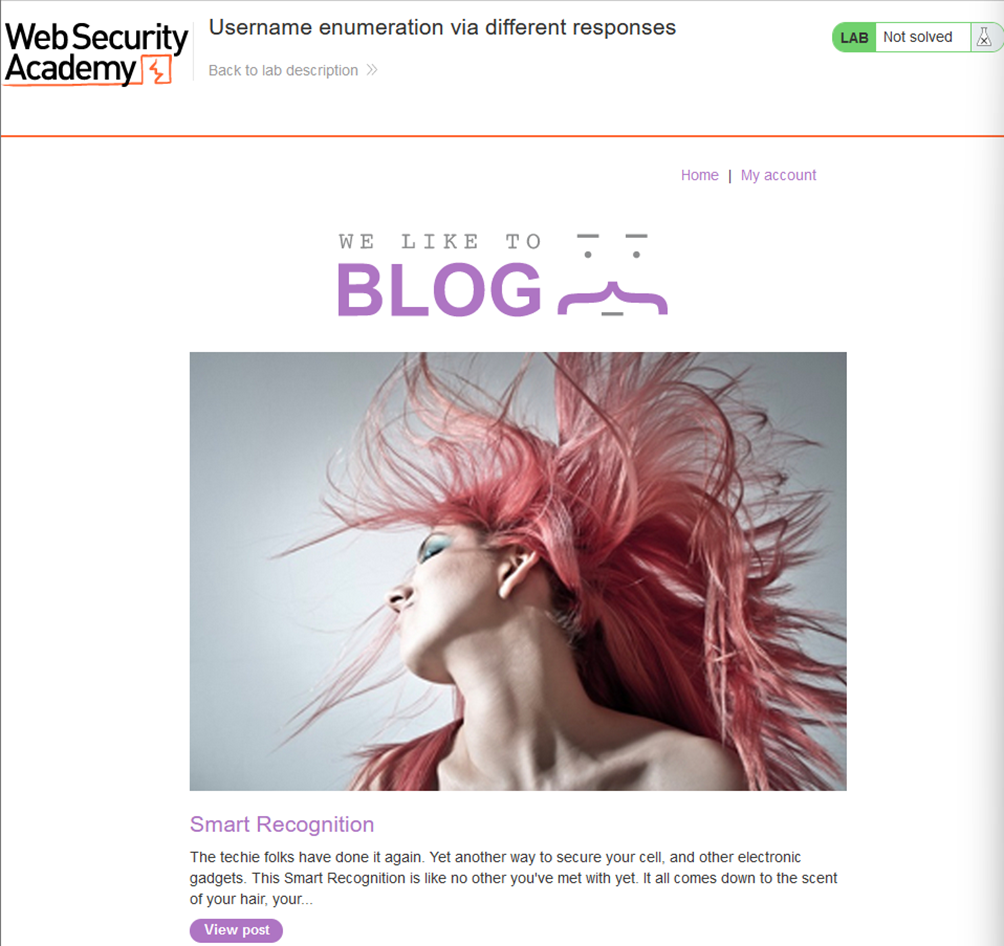 Web Security
Academy
Username enumeration via different responses
Back to lab description
LAB Not solved
Home | My account
WE LIKE TO
BLOG
Smart Recognition
The techie folks have done it again. Yet another way to secure your cell, and other electronic
gadgets. This Smart Recognition is like no other you've met with yet. It all comes down to the scent
of your hair, your...
View post